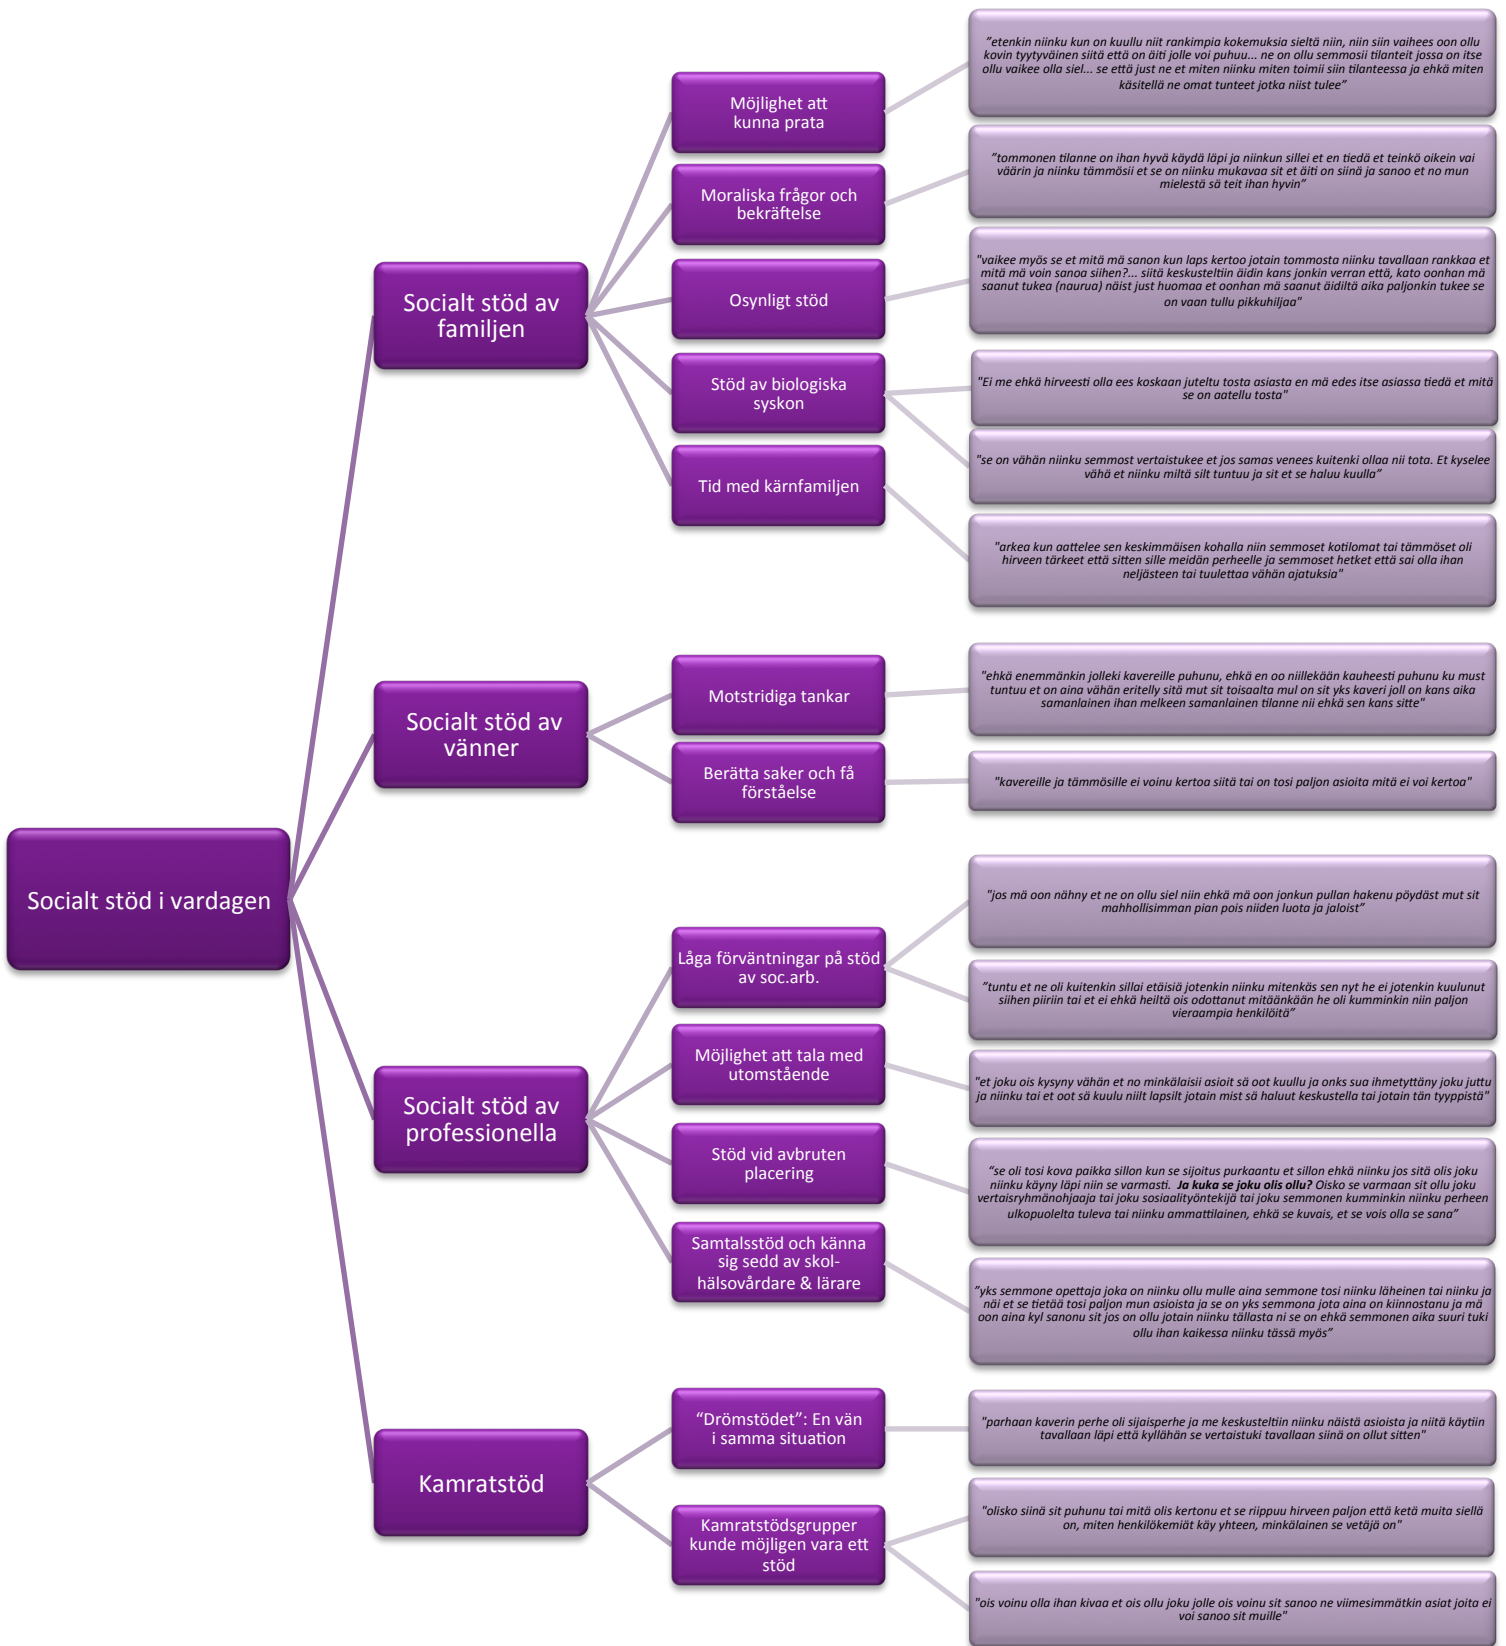 Socialt stöd i vardagen
Socialt stöd av
familjen
Möjlighet att
kunna prata
”etenkin niinku kun on kuullu niit rankimpia kokemuksia sieltä niin, niin siin vaihees oon ollu
kovin tyytyväinen siitä että on äiti jolle voi puhuu... ne on ollu semmosii tilanteit jossa on itse
ollu vaikee olla siel... se että just ne et miten niinku miten toimii siin tilanteessa ja ehkä miten
käsitellä ne omat tunteet jotka niist tulee”
Moraliska frågor och
bekräftelse
”tommonen tilanne on ihan hyvä käydä läpi ja niinkun sillei et en tiedä et teinkö oikein vai
väärin ja niinku tämmösii et se on niinku mukavaa sit et äiti on siinä ja sanoo et no mun
mielestä sä teit ihan hyvin”
Osynligt stöd
"vaikee myös se et mitä mä sanon kun laps kertoo jotain tommosta niinku tavallaan rankkaa et
mitä mä voin sanoa siihen?... siitä keskusteltiin äidin kans jonkin verran että, kato oonhan mä
saanut tukea (naurua) näist just huomaa et oonhan mä saanut äidiltä aika paljonkin tukee se
on vaan tullu pikkuhiljaa"
Stöd av biologiska
syskon
"Ei me ehkä hirveesti olla ees koskaan juteltu tosta asiasta en mä edes itse asiassa tiedä et mitä
se on aatellu tosta"
"se on vähän niinku semmost vertaistukee et jos samas venees kuitenki ollaa nii tota. Et kyselee
vähä et niinku miltä silt tuntuu ja sit et se haluu kuulla”
Tid med kärnfamiljen
"arkea kun aattelee sen keskimmäisen kohalla niin semmoset kotilomat tai tämmöset oli
hirveen tärkeet että sitten sille meidän perheelle ja semmoset hetket että sai olla ihan
neljästeen tai tuulettaa vähän ajatuksia"
Socialt stöd av
vänner
Motstridiga tankar
"ehkä enemmänkin jolleki kavereille puhunu, ehkä en oo niillekään kauheesti puhunu ku must
tuntuu et on aina vähän eritelly sitä mut sit toisaalta mul on sit yks kaveri joll on kans aika
samanlainen ihan melkeen samanlainen tilanne nii ehkä sen kans sitte"
Berätta saker och få
förståelse
"kavereille ja tämmösille ei voinu kertoa siitä tai on tosi paljon asioita mitä ei voi kertoa"
Socialt stöd av
professionella
Låga förväntningar på stöd
av soc.arb.
"jos mä oon nähny et ne on ollu siel niin ehkä mä oon jonkun pullan hakenu pöydäst mut sit
mahhollisimman pian pois niiden luota ja jaloist”
”tuntu et ne oli kuitenkin sillai etäisiä jotenkin niinku mitenkäs sen nyt he ei jotenkin kuulunut
siihen piiriin tai et ei ehkä heiltä ois odottanut mitäänkään he oli kumminkin niin paljon
vieraampia henkilöitä”
Möjlighet att tala med
utomstående
"et joku ois kysyny vähän et no minkälaisii asioit sä oot kuullu ja onks sua ihmetyttäny joku juttu
ja niinku tai et oot sä kuulu niilt lapsilt jotain mist sä haluut keskustella tai jotain tän tyyppistä"
Stöd vid avbruten
placering
”se oli tosi kova paikka sillon kun se sijoitus purkaantu et sillon ehkä niinku jos sitä olis joku
niinku käyny läpi niin se varmasti. Ja kuka se joku olis ollu? Oisko se varmaan sit ollu joku
vertaisryhmänohjaaja tai joku sosiaalityöntekijä tai joku semmonen kumminkin niinku perheen
ulkopuolelta tuleva tai niinku ammattilainen, ehkä se kuvais, et se vois olla se sana”
Samtalsstöd och känna
sig sedd av skol-
hälsovårdare & lärare
”yks semmone opettaja joka on niinku ollu mulle aina semmone tosi niinku läheinen tai niinku ja
näi et se tietää tosi paljon mun asioista ja se on yks semmona jota aina on kiinnostanu ja mä
oon aina kyl sanonu sit jos on ollu jotain niinku tällasta ni se on ehkä semmonen aika suuri tuki
ollu ihan kaikessa niinku tässä myös”
Kamratstöd
“Drömstödet”: En vän
i samma situation
"parhaan kaverin perhe oli sijaisperhe ja me keskusteltiin niinku näistä asioista ja niitä käytiin
tavallaan läpi että kyllähän se vertaistuki tavallaan siinä on ollut sitten"
Kamratstödsgrupper
kunde möjligen vara ett
stöd
"olisko siinä sit puhunu tai mitä olis kertonu et se riippuu hirveen paljon että ketä muita siellä
on, miten henkilökemiät käy yhteen, minkälainen se vetäjä on"
"ois voinu olla ihan kivaa et ois ollu joku jolle ois voinu sit sanoo ne viimesimmätkin asiat joita ei
voi sanoo sit muille"